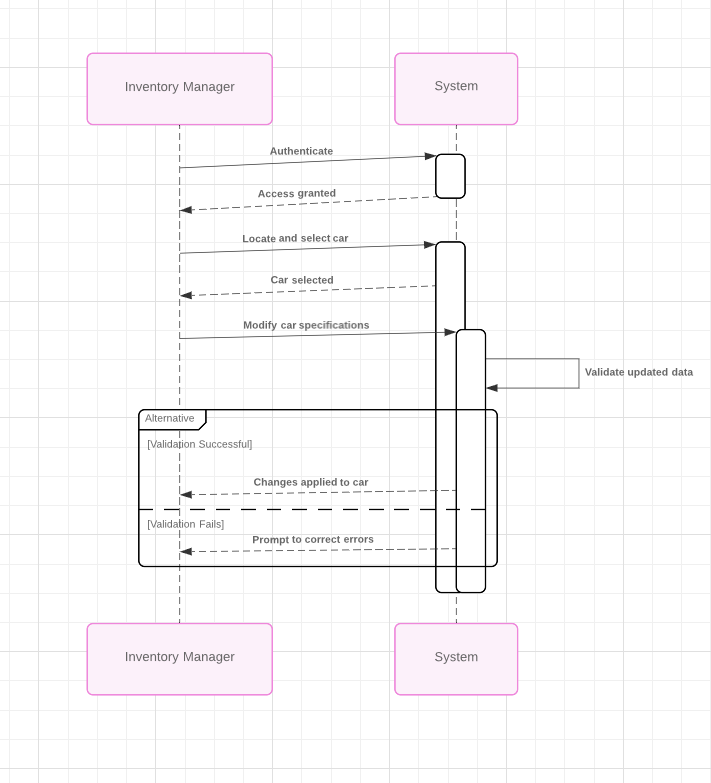 Inventory Manager
System
Authenticate
Access granted
Locate and select car
Car selected
Modify car specifications
Validate updated data
Alternative
[Validation Successful]
Changes applied to car
[Validation Fails]
Prompt to correct errors
Inventory Manager
System